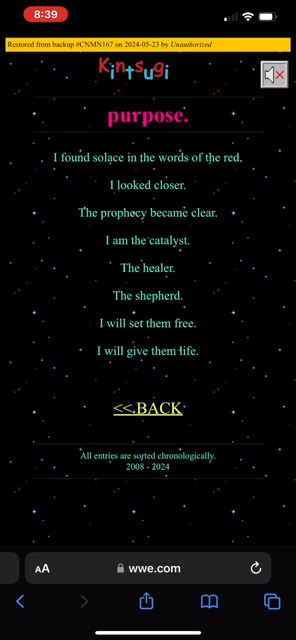 8:39
Restored from backup #CNMN167 on 2024-05-23 by Unauthorized
Kintsugi
purpose.
I found solace in the words of the red,
I looked closer.
The prophecy became clear.
I am the catalyst.
The healer.
The shepherd.
I will set them free.
I will give them life.
<< BACK
All entries are sorted chronologically.
2008 - 2024
AA wwe.com